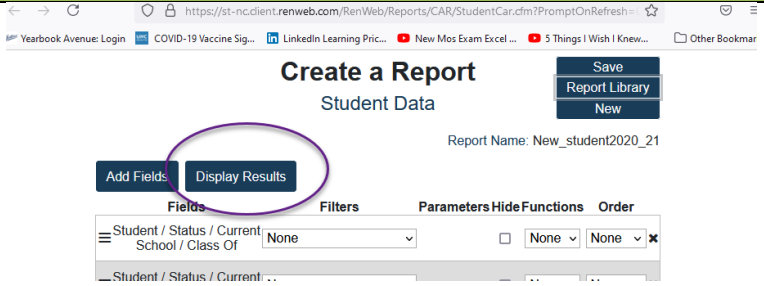 https://st-nc.client.renweb.com/RenWeb/Reports/CAR/StudentCar.cfm?PromptOnRefresh=
Yearbook Avenue: Login COVID-19 Vaccine Sig... LinkedIn Learning Pric... New Mos Exam Excel ... 5 Things I Wish I Knew... Other Bookmar
Create a Report
Student Data
Save
Report Library
New
Report Name: New_student2020_21
Add Fields Display Results
Fields Filters Parameters Hide Functions Order
Student / Status / Current
School / Class Of
None None None
Student / Status / Current